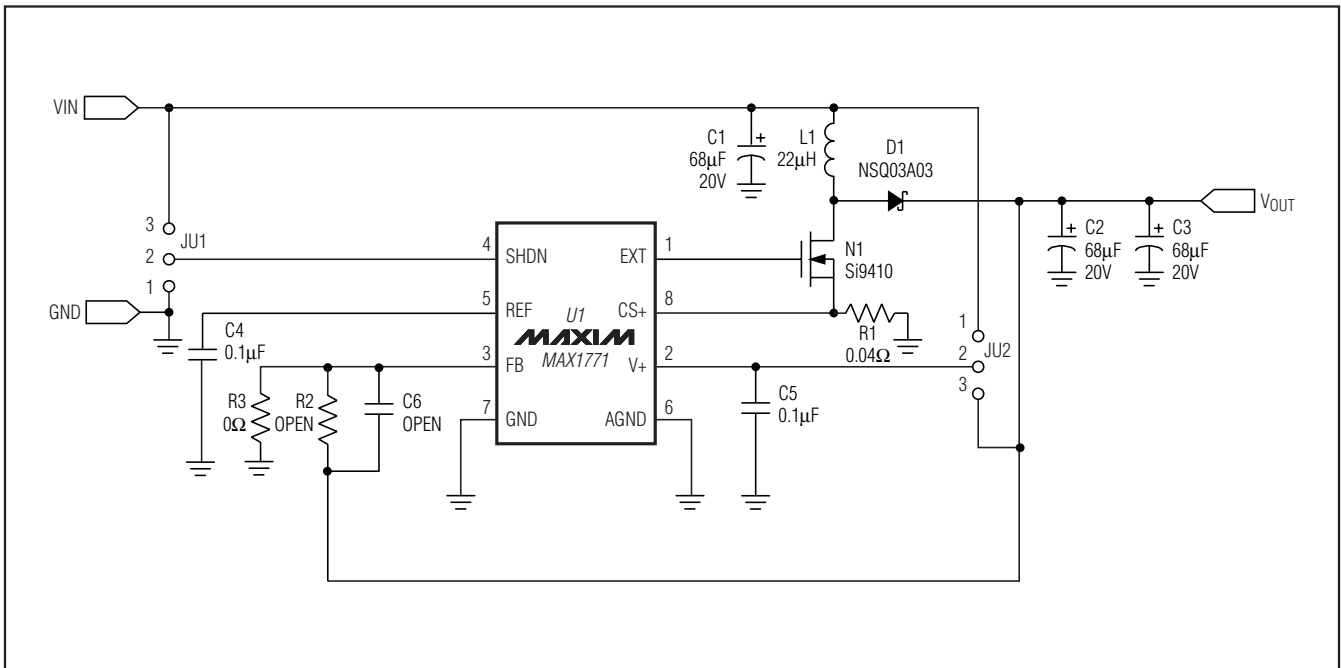 VIN
C1
68µF
20V
+
L1
22µH
D1
NSQ03A03
VOUT
+
C2
68µF
20V
+
C3
68µF
20V
3
JU1
2
1
GND
4
SHDN
5
REF
3
FB
7
GND
U1
MAXIM
MAX1771
EXT
1
CS+
8
V+
2
AGND
6
N1
Si9410
R1
0.04Ω
1
2
JU2
3
C4
0.1µF
R3
0Ω
R2
OPEN
C6
OPEN
C5
0.1µF